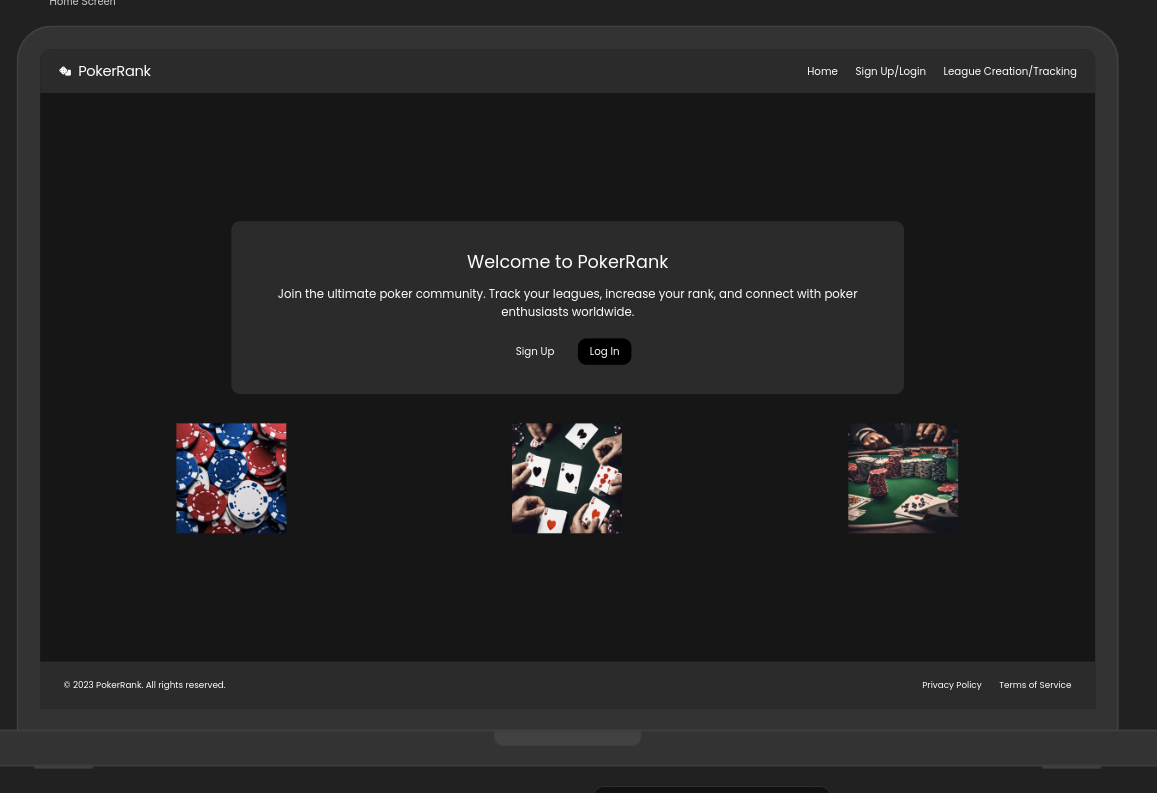 Home Screen
PokerRank
Home Sign Up/Login League Creation/Tracking
Welcome to PokerRank
Join the ultimate poker community. Track your leagues, increase your rank, and connect with poker
enthusiasts worldwide.
Sign Up Log In
© 2023 PokerRank. All rights reserved.
Privacy Policy Terms of Service